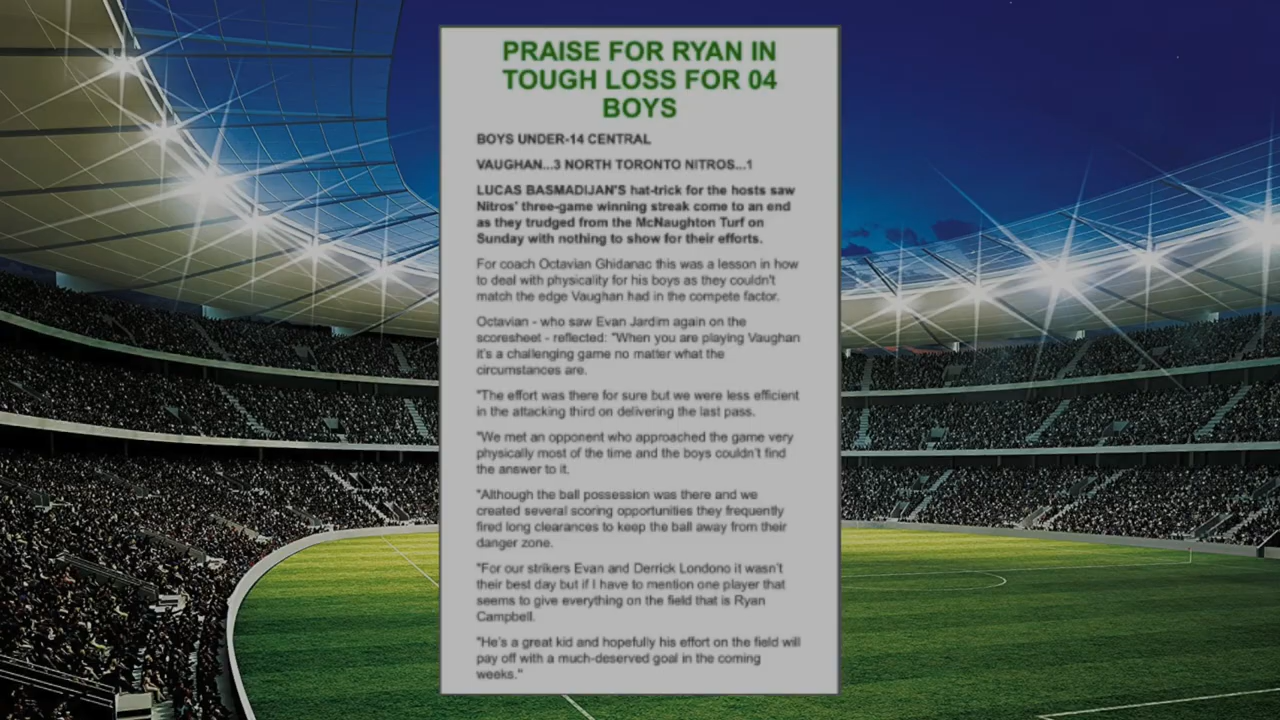 PRAISE FOR RYAN IN
TOUGH LOSS FOR 04
BOYS
BOYS UNDER-14 CENTRAL
VAUGHAN...3 NORTH TORONTO NITROS...1
LUCAS BASMADIJAN'S hat-trick for the hosts saw
Nitros' three-game winning streak come to an end
as they trudged from the McNaughton Turf on
Sunday with nothing to show for their efforts.
For coach Octavian Ghidanac this was a lesson in how
to deal with physicality for his boys as they couldn't
match the edge Vaughan had in the compete factor.
Octavian - who saw Evan Jardim again on the
scoresheet - reflected: "When you are playing Vaughan
it's a challenging game no matter what the
circumstances are.
"The effort was there for sure but we were less efficient
in the attacking third on delivering the last pass.
"We met an opponent who approached the game very
physically most of the time and the boys couldn't find
the answer to it.
"Although the ball possession was there and we
created several scoring opportunities they frequently
fired long clearances to keep the ball away from their
danger zone.
"For our strikers Evan and Derrick Londono it wasn't
their best day but if I have to mention one player that
seems to give everything on the field that is Ryan
Campbell.
"He's a great kid and hopefully his effort on the field will
pay off with a much-deserved goal in the coming
weeks."